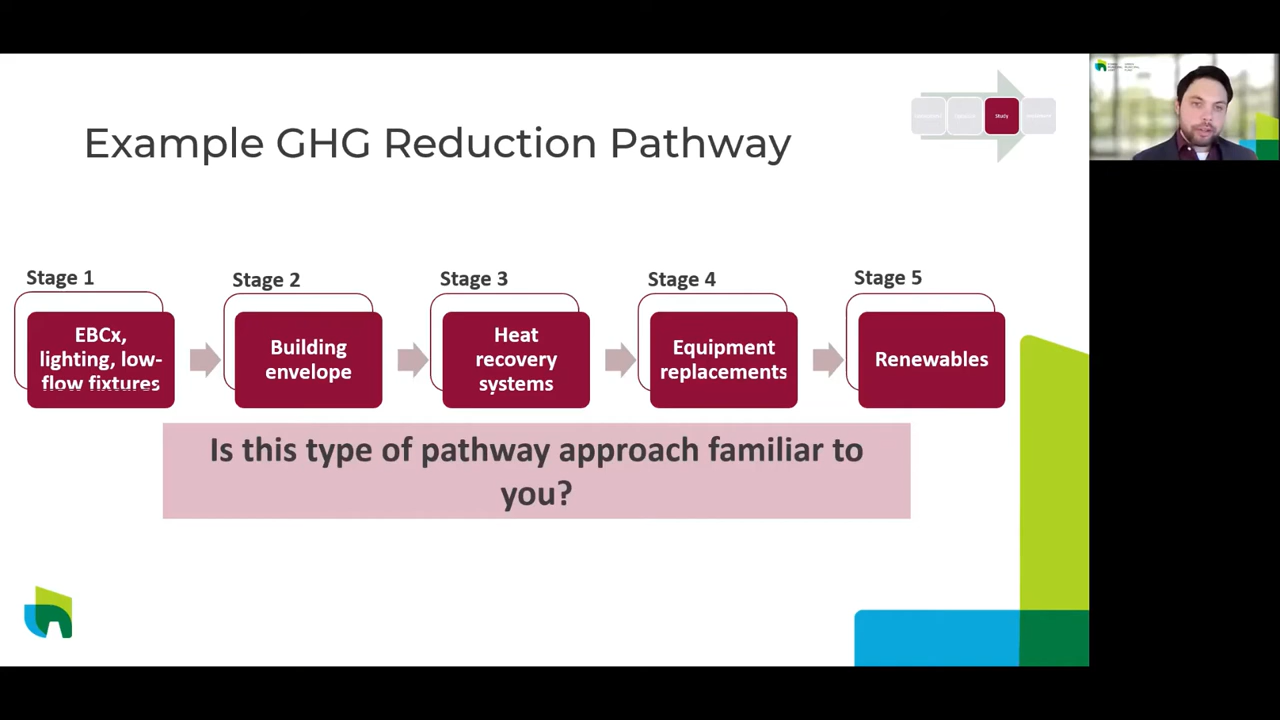 Example GHG Reduction Pathway
Study
Stage 1
EBCx,
lighting, low-
flow fixtures
Stage 2
Building
envelope
Stage 3
Heat
recovery
systems
Stage 4
Equipment
replacements
Stage 5
Renewables
Is this type of pathway approach familiar to
you?